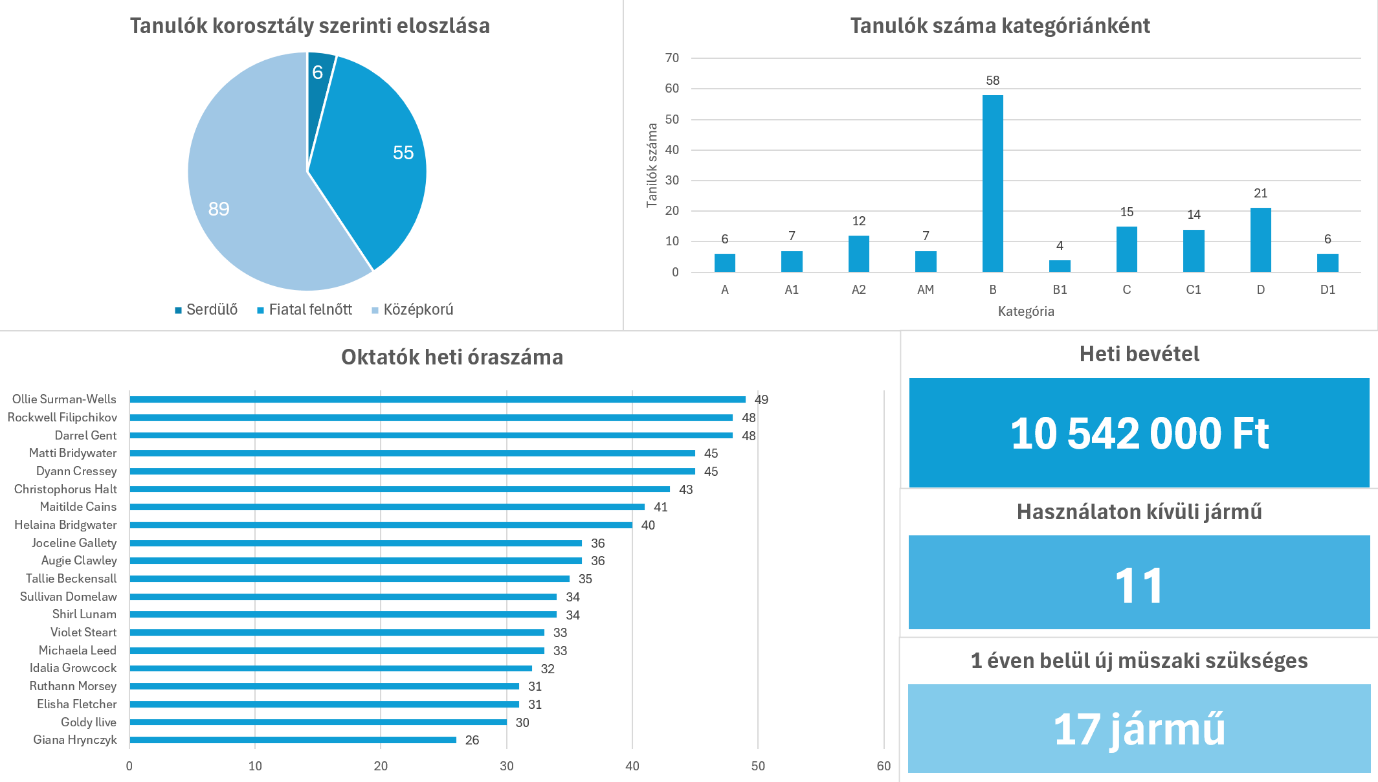 Tanulók korosztály szerinti eloszlása
6
55
89
Serdülő Fiatal felnőtt Középkorú
Tanulók száma kategóriánként
Tanilók száma
70
60
50
40
30
20
10
0
6 7 12 7 58 4 15 14 21 6
A A1 A2 AM B B1 C C1 D D1
Kategória
Oktatók heti óraszáma
Ollie Surman-Wells 49
Rockwell Filipchikov 48
Darrel Gent 48
Matti Bridywater 45
Dyann Cressey 45
Christophorus Halt 43
Maitilde Cains 41
Helaina Bridgwater 40
Joceline Gallety 36
Augie Clawley 36
Tallie Beckensall 35
Sullivan Domelaw 34
Shirl Lunam 34
Violet Steart 33
Michaela Leed 33
Idalia Growcock 32
Ruthann Morsey 31
Elisha Fletcher 31
Goldy Ilive 30
Giana Hrynczyk 26
0 10 20 30 40 50 60
Heti bevétel
10 542 000 Ft
Használaton kívüli jármű
11
1 éven belül új müszaki szükséges
17 jármű